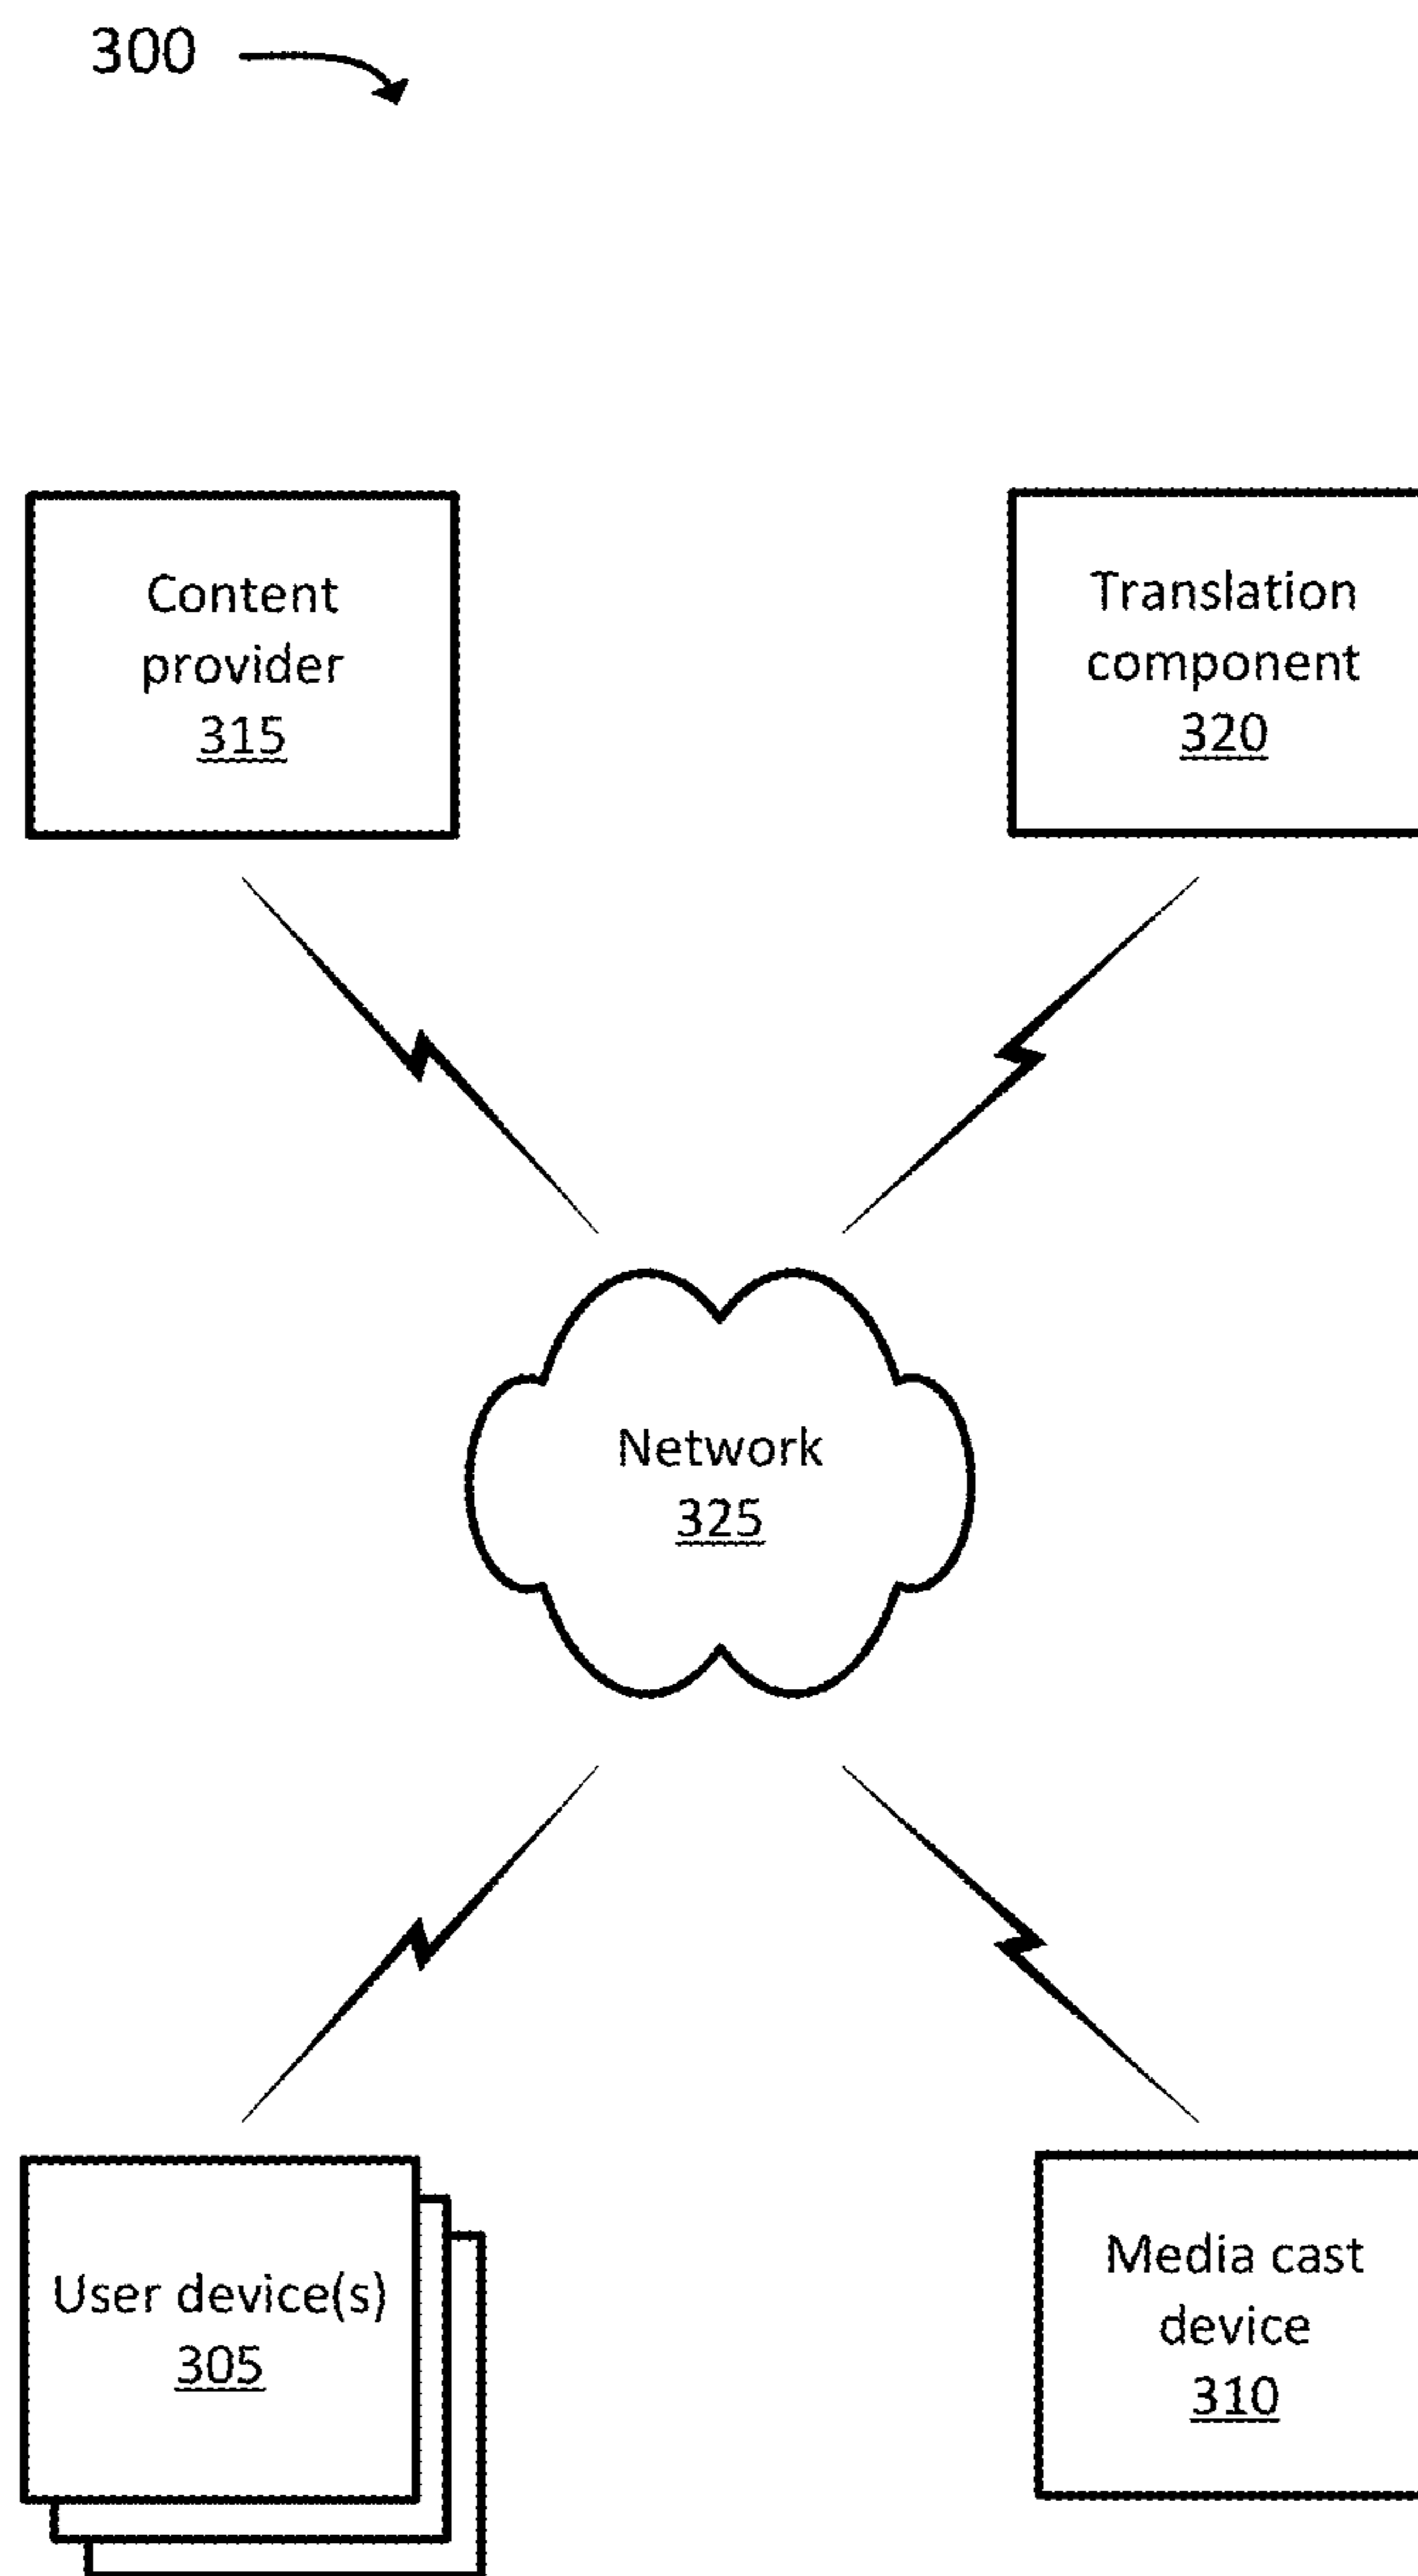 300
Content
provider
315
Translation
component
320
Network
325
User device(s)
305
Media cast
device
310